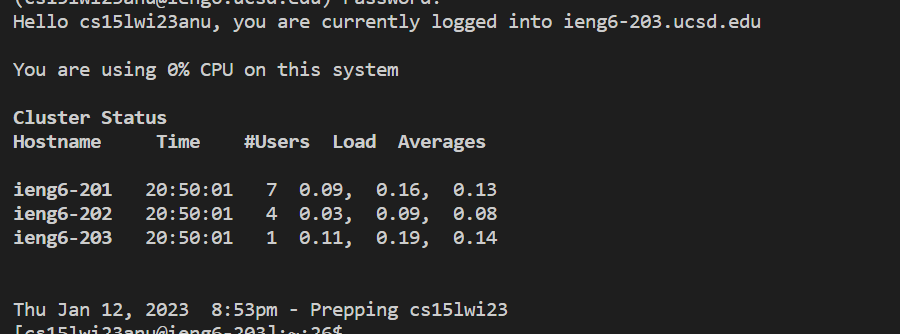 (cs15lwi23anu@ieng6.ucsd.edu) Password:
Hello cs15lwi23anu, you are currently logged into ieng6-203.ucsd.edu
You are using 0% CPU on this system
Cluster Status
Hostname Time #Users Load Averages
ieng6-201 20:50:01 7 0.09, 0.16, 0.13
ieng6-202 20:50:01 4 0.03, 0.09, 0.08
ieng6-203 20:50:01 1 0.11, 0.19, 0.14
Thu Jan 12, 2023 8:53pm - Prepping cs15lwi23
[cs15lwi23anu@ieng6-203]:~:26$